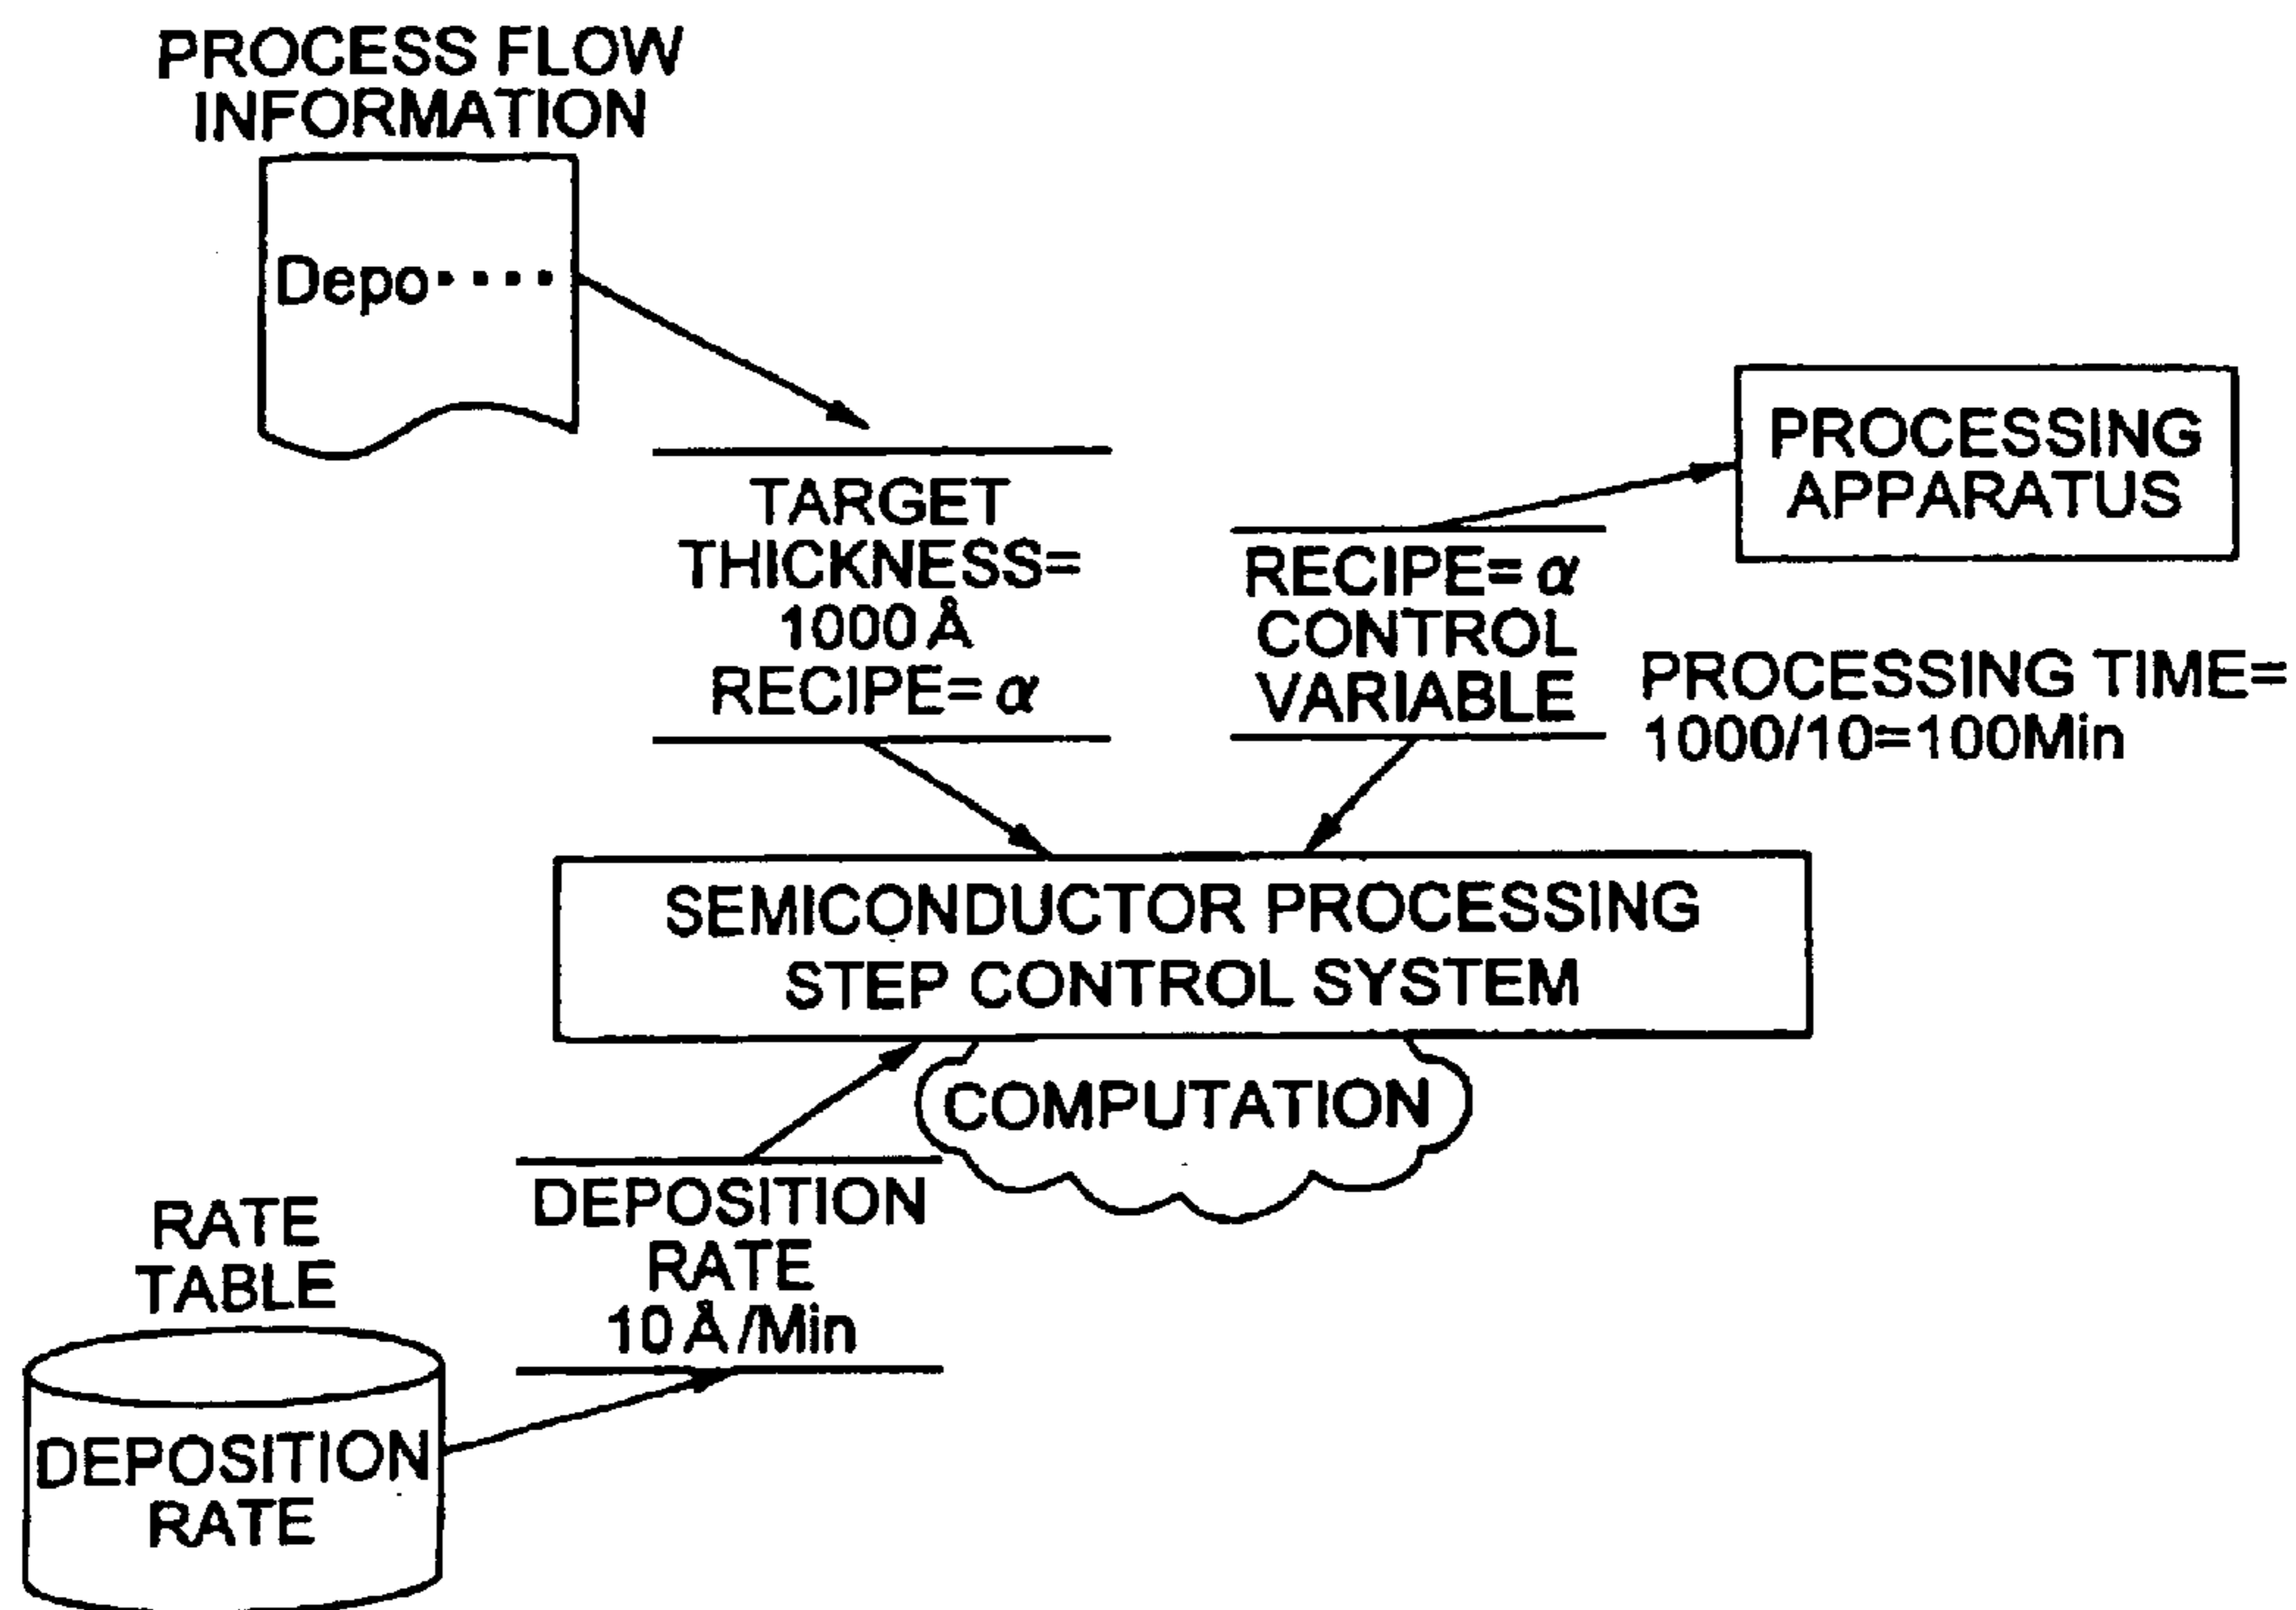 PROCESS FLOW
INFORMATION
Depo・・・・
TARGET
THICKNESS=
1000Å
RECIPE=α
RECIPE=α
CONTROL
VARIABLE
PROCESSING
APPARATUS
PROCESSING TIME=
1000/10=100Min
SEMICONDUCTOR PROCESSING
STEP CONTROL SYSTEM
COMPUTATION
DEPOSITION
RATE
10Å/Min
RATE
TABLE
DEPOSITION
RATE